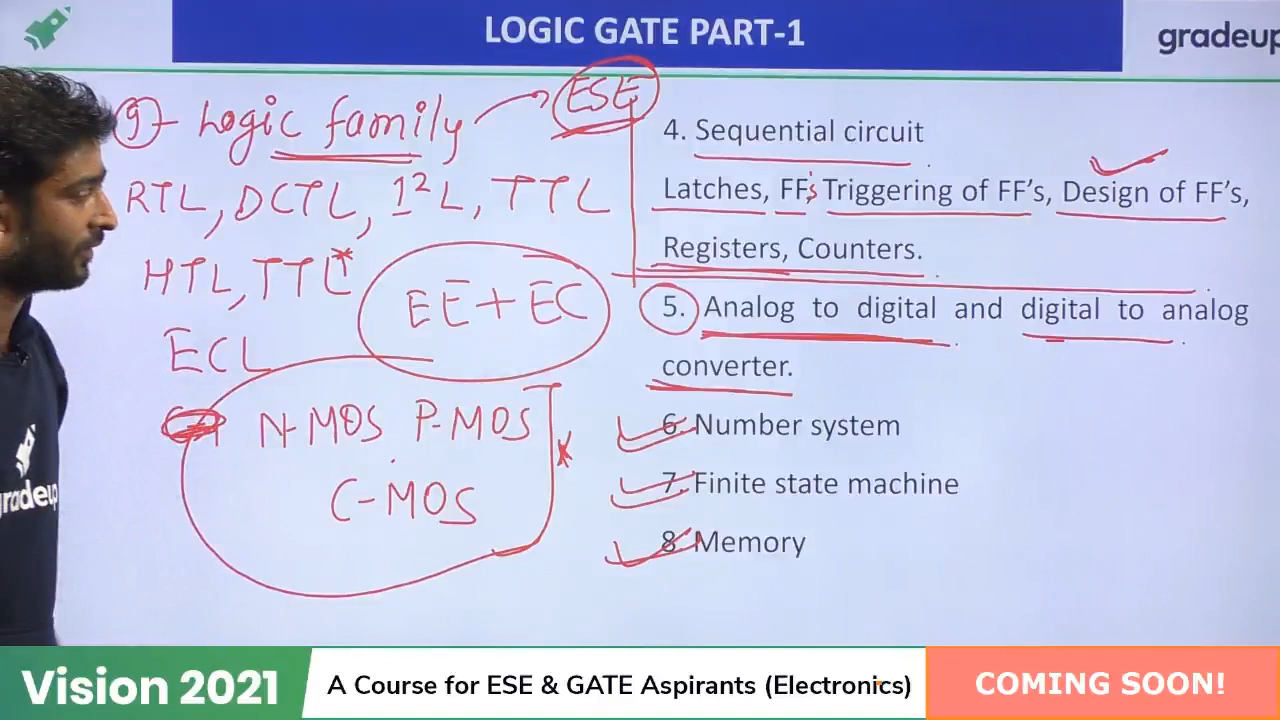 LOGIC GATE PART-1
gradeup
9)- Logic family → ESE
RTL, DCTL, I²L, TTL
HTL, TTL*
EE + EC
ECL
N-MOS P-MOS
*
C-MOS
4. Sequential circuit
Latches, FF's Triggering of FF's, Design of FF's,
Registers, Counters.
5. Analog to digital and digital to analog
converter.
6. Number system
7. Finite state machine
8. Memory
gradeup
Vision 2021
A Course for ESE & GATE Aspirants (Electronics)
COMING SOON!